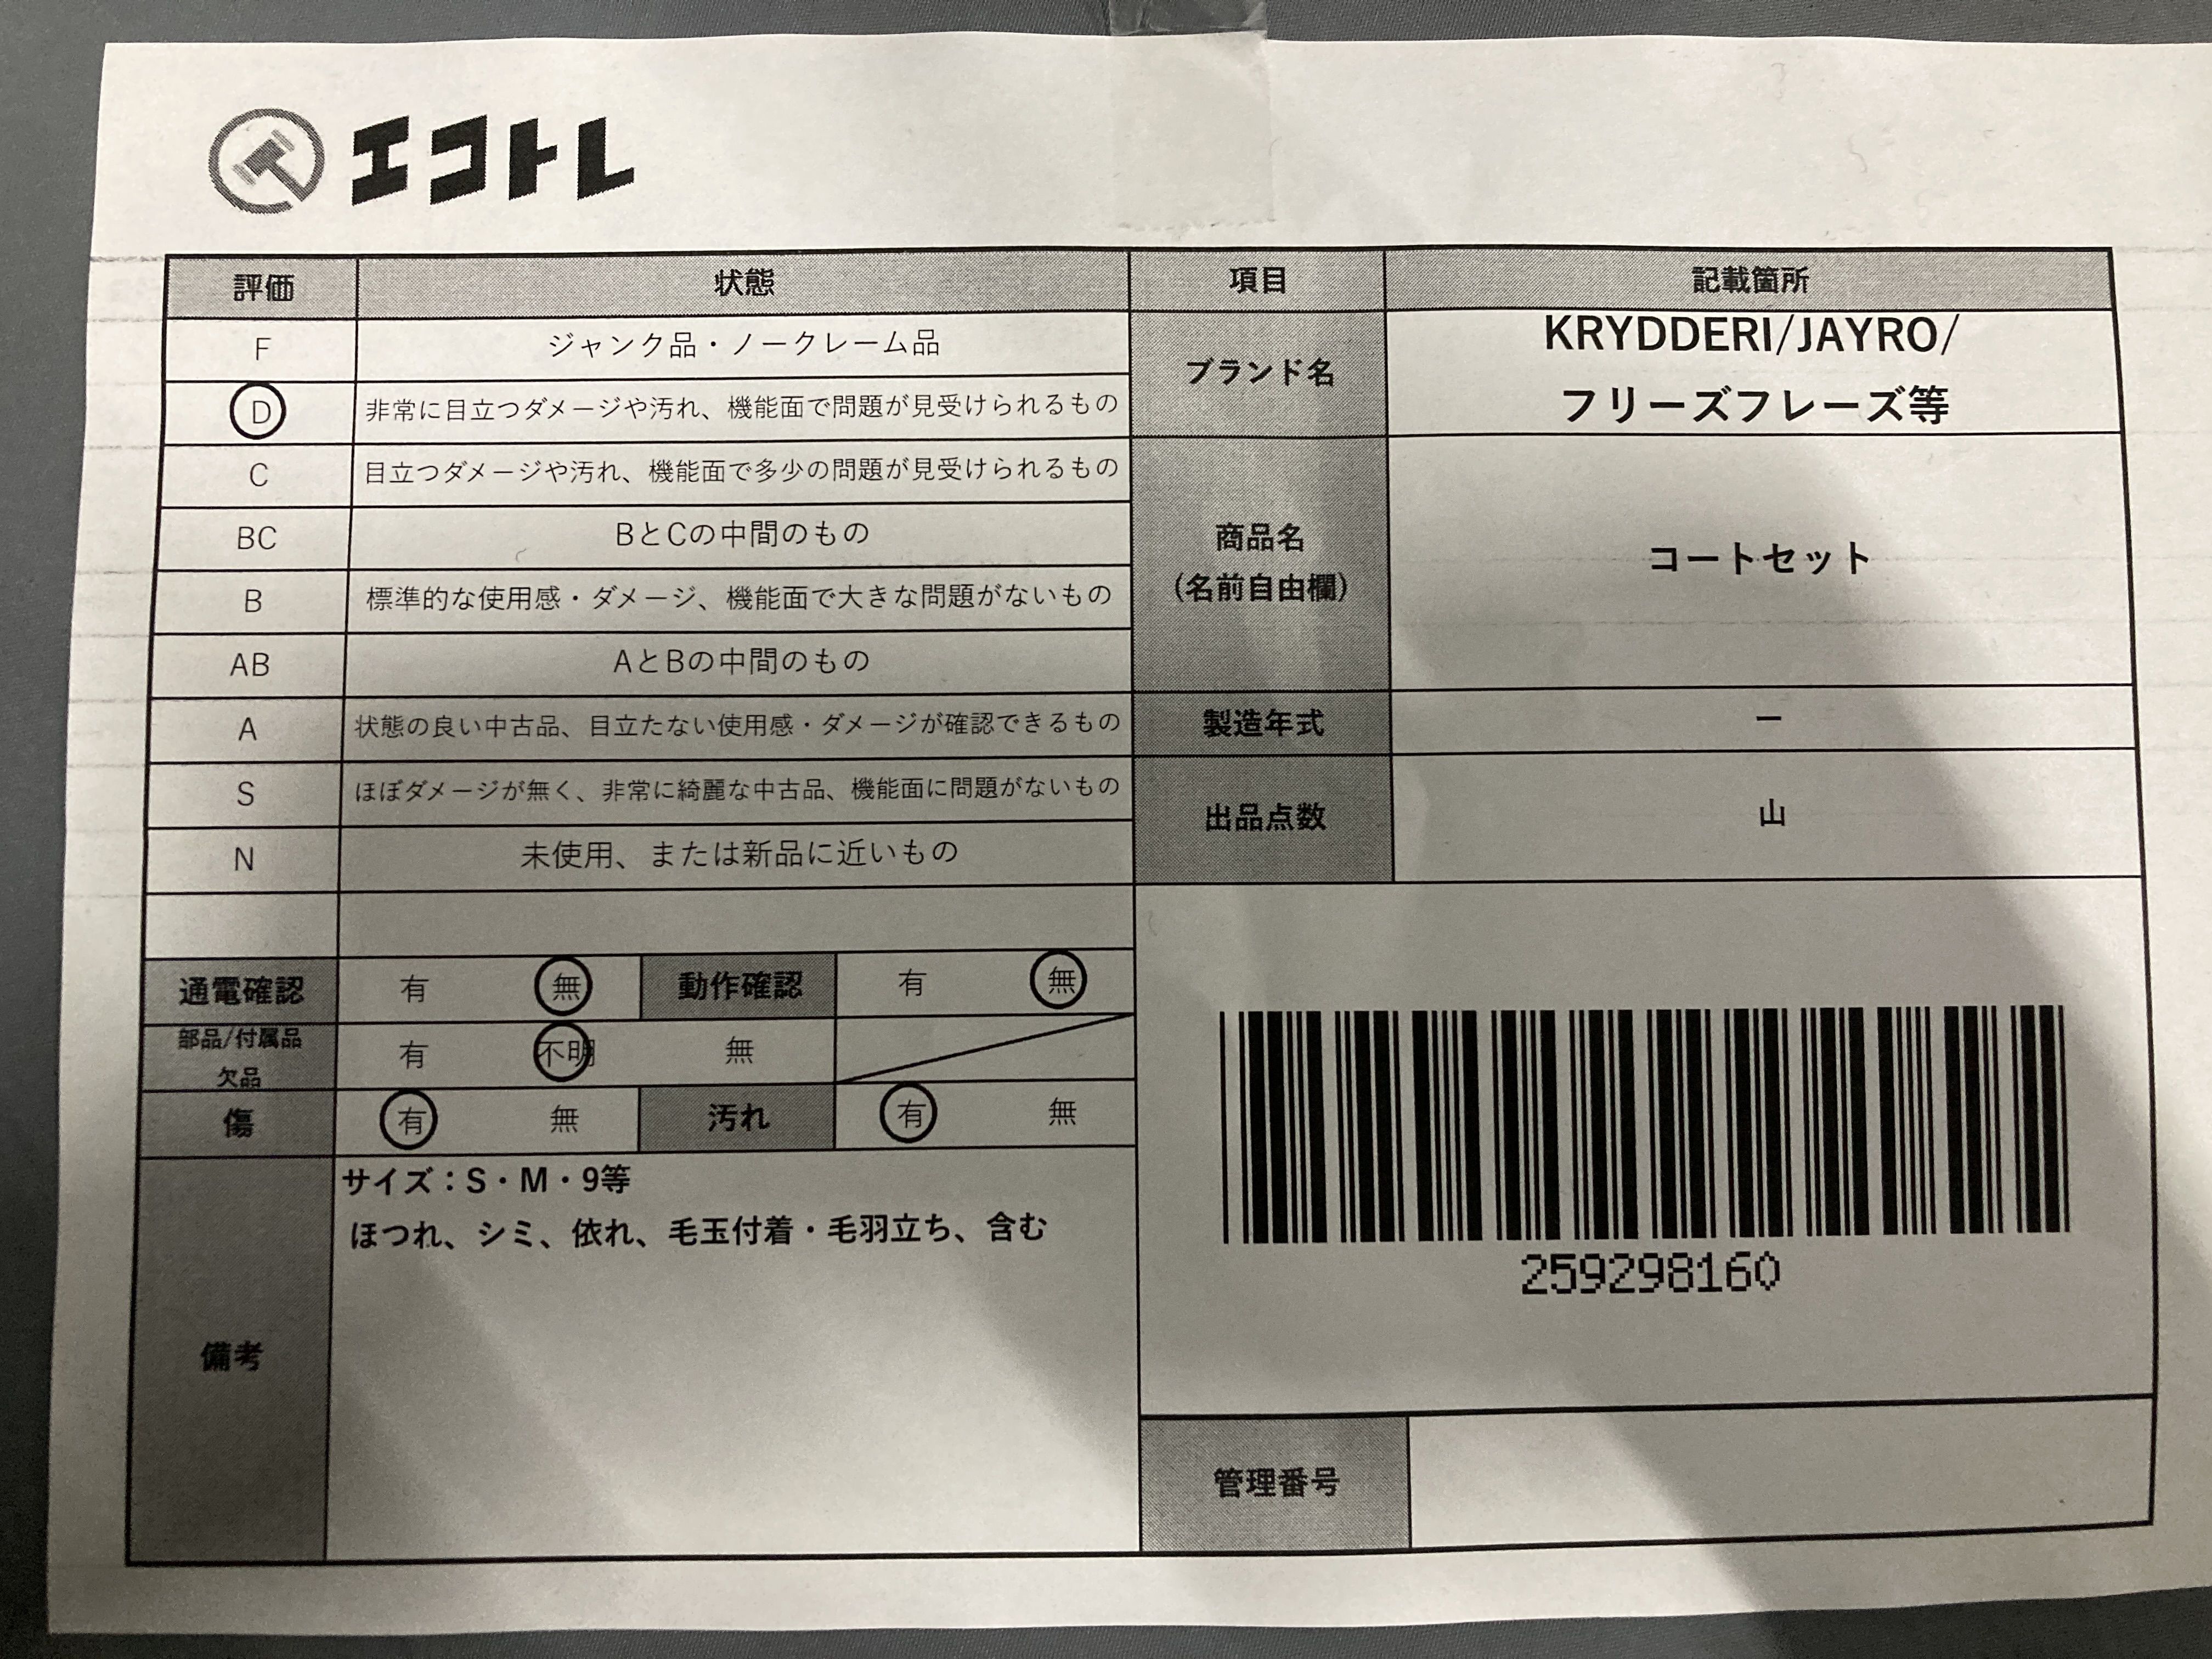 エコトレ
評価 状態 項目 記載箇所
F ジャンク品・ノークレーム品
D 非常に目立つダメージや汚れ、機能面で問題が見受けられるもの
C 目立つダメージや汚れ、機能面で多少の問題が見受けられるもの
BC BとCの中間のもの
B 標準的な使用感・ダメージ、機能面で大きな問題がないもの
AB AとBの中間のもの
A 状態の良い中古品、目立たない使用感・ダメージが確認できるもの
S ほぼダメージが無く、非常に綺麗な中古品、機能面に問題がないもの
N 未使用、または新品に近いもの
ブランド名
KRYDDERI/JAYRO/
フリーズフレーズ等
商品名
(名前自由欄)
コートセット
製造年式 ー
出品点数 山
通電確認 有 無 動作確認 有 無
部品/付属品
欠品
有 不明 無
傷 有 無 汚れ 有 無
備考
サイズ：S・M・9等
ほつれ、シミ、依れ、毛玉付着・毛羽立ち、含む
259298160
管理番号